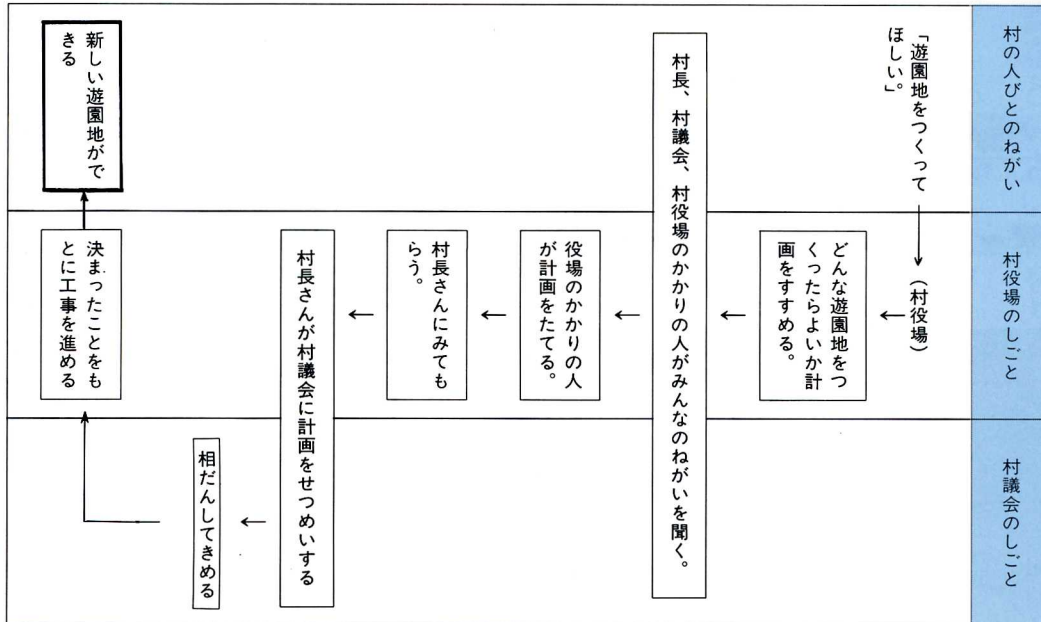 村の人びとのねがい
村役場のしごと
村議会のしごと
「遊園地をつくって
ほしい。」
(村役場)
どんな遊園地をつ
くったらよいか計
画をすすめる。
村長、村議会、村役場のかかりの人がみんなのねがいを聞く。
役場のかかりの人
が計画をたてる。
村長さんにみても
らう。
村長さんが村議会に計画をせつめいする
相だんしてきめる
決まったことをも
とに工事を進める
新しい遊園地がで
きる